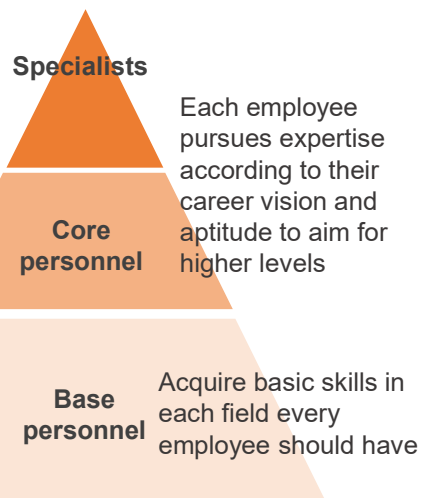 Specialists
Each employee
pursues expertise
according to their
career vision and
aptitude to aim for
higher levels
Core
personnel
Base
personnel
Acquire basic skills in
each field every
employee should have